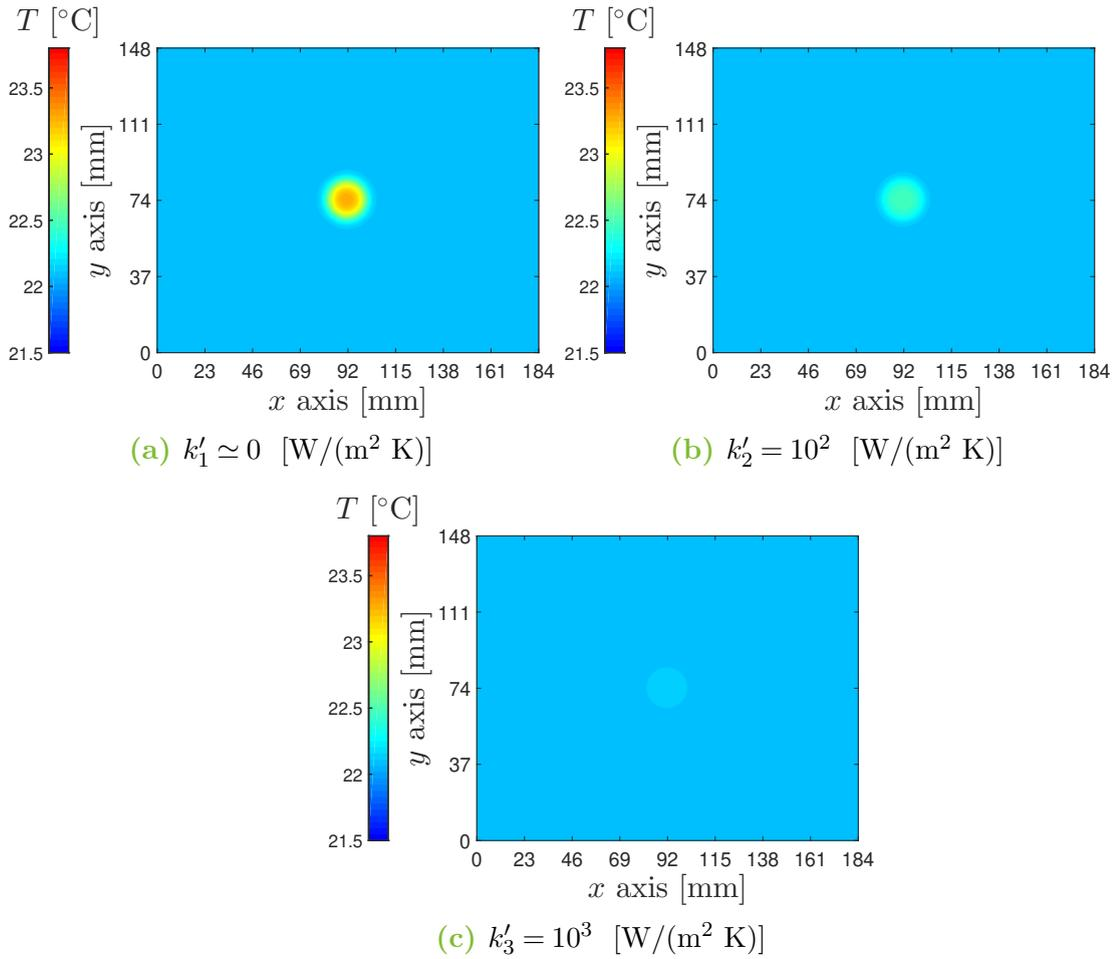 T [°C]
23.5
23
22.5
22
21.5
y axis [mm]
148
111
74
37
0
0 23 46 69 92 115 138 161 184
x axis [mm]
(a) k′₁ ≃ 0 [W/(m² K)]
T [°C]
23.5
23
22.5
22
21.5
y axis [mm]
148
111
74
37
0
0 23 46 69 92 115 138 161 184
x axis [mm]
(b) k′₂ = 10² [W/(m² K)]
T [°C]
23.5
23
22.5
22
21.5
y axis [mm]
148
111
74
37
0
0 23 46 69 92 115 138 161 184
x axis [mm]
(c) k′₃ = 10³ [W/(m² K)]